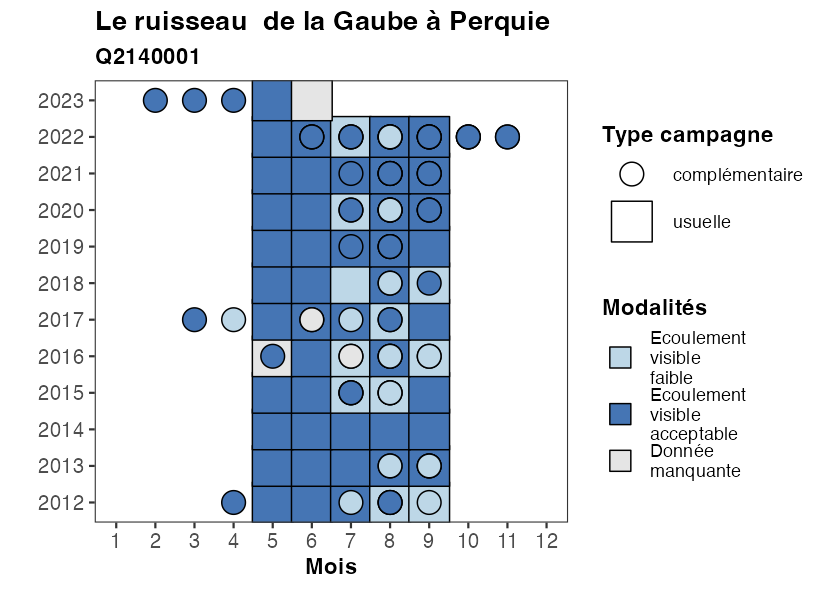 Le ruisseau  de la Gaube à Perquie
Q2140001
2023
2022
2021
2020
2019
2018
2017
2016
2015
2014
2013
2012
1 2 3 4 5 6 7 8 9 10 11 12
Mois
Type campagne
complémentaire
usuelle
Modalités
Ecoulement
visible
faible
Ecoulement
visible
acceptable
Donnée
manquante